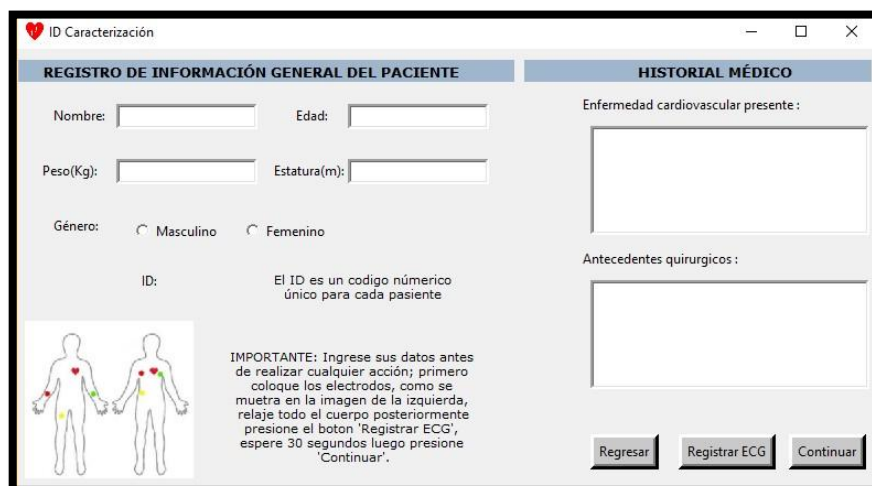 ID Caracterización
REGISTRO DE INFORMACIÓN GENERAL DEL PACIENTE
Nombre:
Edad:
Peso(Kg):
Estatura(m):
Género:
Masculino
Femenino
ID:
El ID es un codigo númerico
único para cada pasiente
IMPORTANTE: Ingrese sus datos antes
de realizar cualquier acción; primero
coloque los electrodos, como se
muetra en la imagen de la izquierda,
relaje todo el cuerpo posteriormente
presione el boton 'Registrar ECG',
espere 30 segundos luego presione
'Continuar'.
HISTORIAL MÉDICO
Enfermedad cardiovascular presente :
Antecedentes quirurgicos :
Regresar
Registrar ECG
Continuar